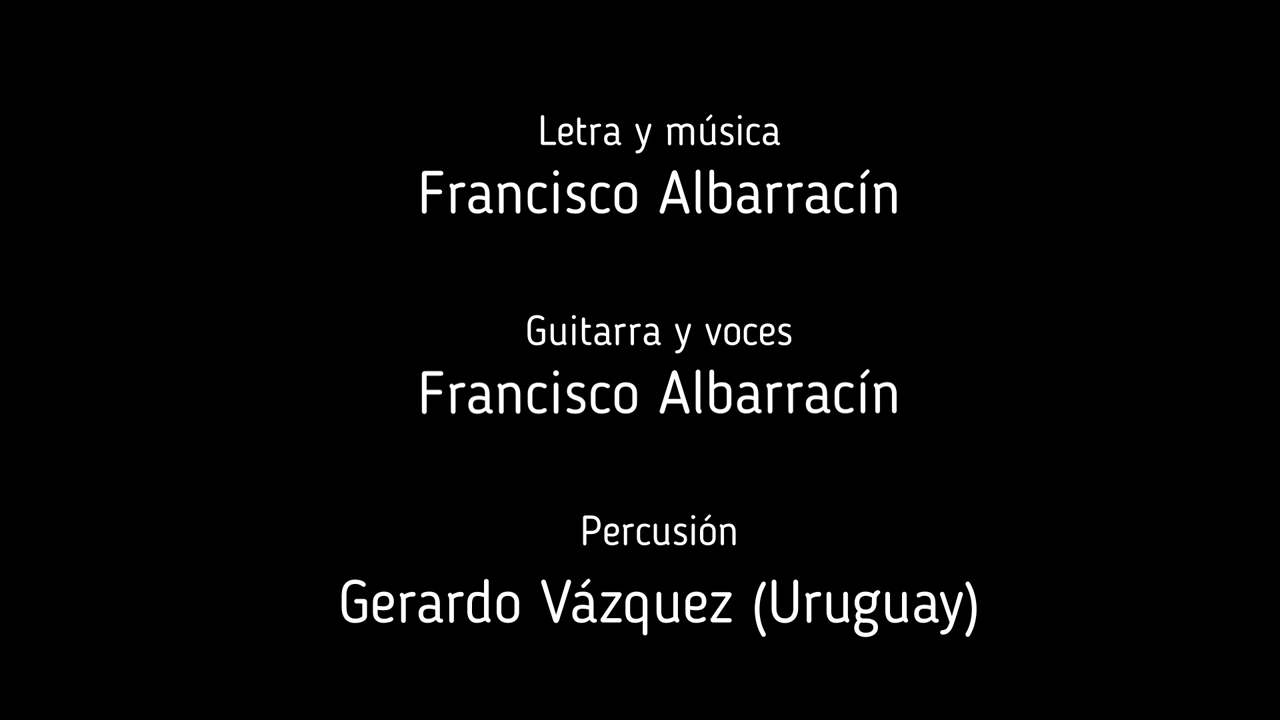 Letra y música
Francisco Albarracín
Guitarra y voces
Francisco Albarracín
Percusión
Gerardo Vázquez (Uruguay)